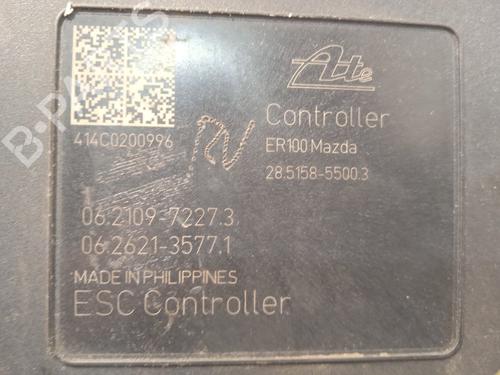 Ate
Controller
ER100 Mazda
28.5158-5500.3
414C0200996
RV
06.2109-7227.3
06.2621-3577.1
MADE IN PHILIPPINES
ESC Controller
B-PARTS